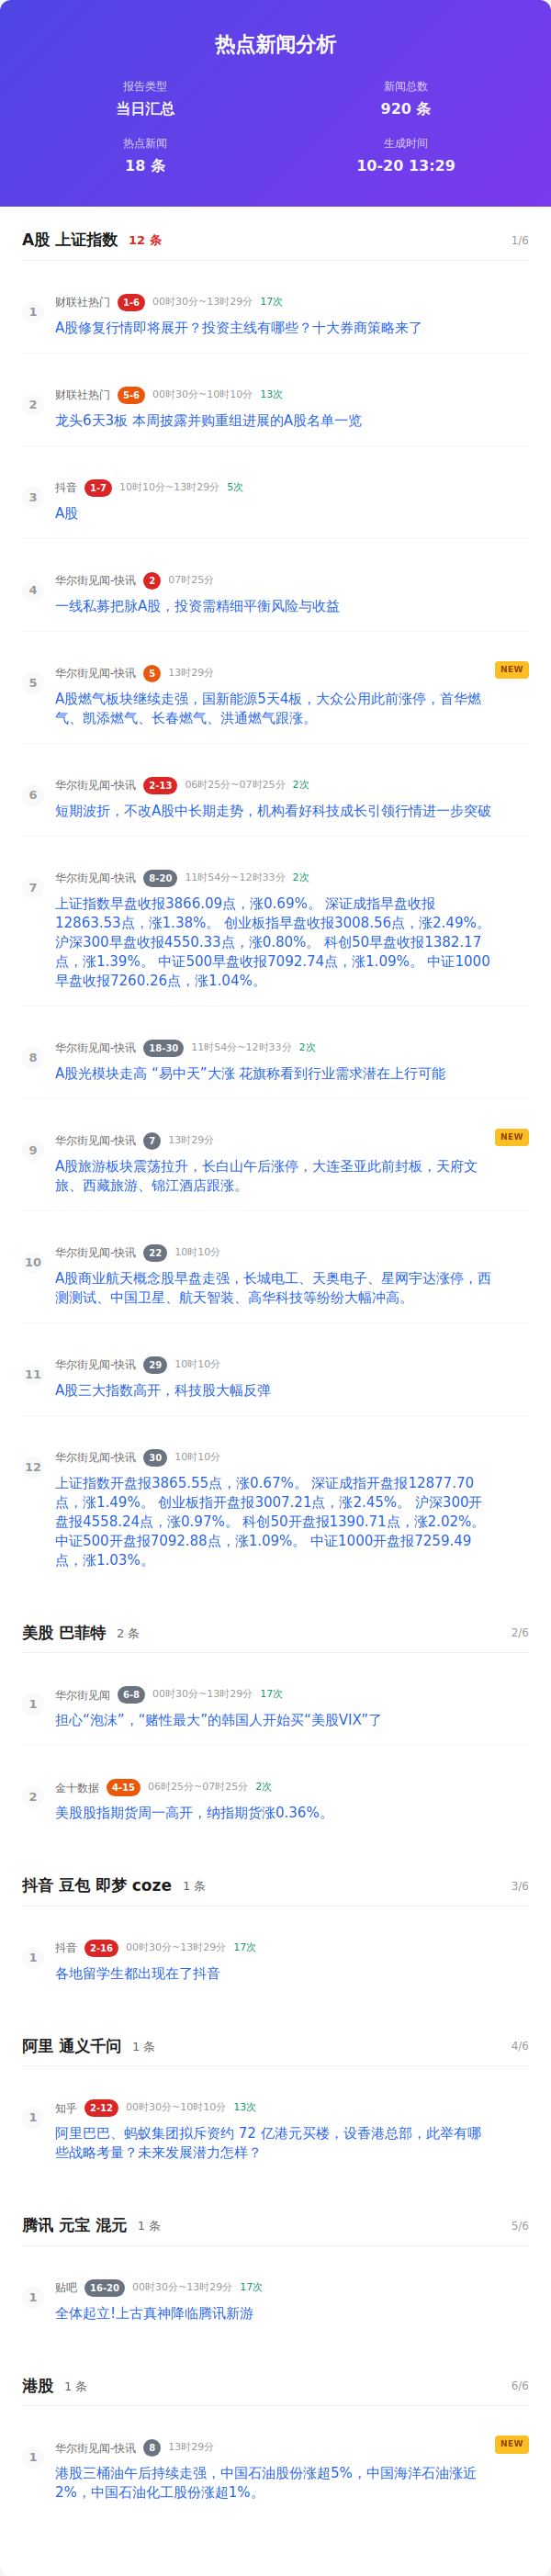 热点新闻分析
报告类型
新闻总数
当日汇总
920 条
热点新闻
生成时间
18 条
10-20 13:29
A股 上证指数 12 条 1/6
1
财联社热门 1-6 00时30分~13时29分 17次
A股修复行情即将展开？投资主线有哪些？十大券商策略来了
2
财联社热门 5-6 00时30分~10时10分 13次
龙头6天3板 本周披露并购重组进展的A股名单一览
3
抖音 1-7 10时10分~13时29分 5次
A股
4
华尔街见闻-快讯 2 07时25分
一线私募把脉A股，投资需精细平衡风险与收益
5
华尔街见闻-快讯 5 13时29分 NEW
A股燃气板块继续走强，国新能源5天4板，大众公用此前涨停，首华燃
气、凯添燃气、长春燃气、洪通燃气跟涨。
6
华尔街见闻-快讯 2-13 06时25分~07时25分 2次
短期波折，不改A股中长期走势，机构看好科技成长引领行情进一步突破
7
华尔街见闻-快讯 8-20 11时54分~12时33分 2次
上证指数早盘收报3866.09点，涨0.69%。 深证成指早盘收报
12863.53点，涨1.38%。 创业板指早盘收报3008.56点，涨2.49%。
沪深300早盘收报4550.33点，涨0.80%。 科创50早盘收报1382.17
点，涨1.39%。 中证500早盘收报7092.74点，涨1.09%。 中证1000
早盘收报7260.26点，涨1.04%。
8
华尔街见闻-快讯 18-30 11时54分~12时33分 2次
A股光模块走高 “易中天”大涨 花旗称看到行业需求潜在上行可能
9
华尔街见闻-快讯 7 13时29分 NEW
A股旅游板块震荡拉升，长白山午后涨停，大连圣亚此前封板，天府文
旅、西藏旅游、锦江酒店跟涨。
10
华尔街见闻-快讯 22 10时10分
A股商业航天概念股早盘走强，长城电工、天奥电子、星网宇达涨停，西
测测试、中国卫星、航天智装、高华科技等纷纷大幅冲高。
11
华尔街见闻-快讯 29 10时10分
A股三大指数高开，科技股大幅反弹
12
华尔街见闻-快讯 30 10时10分
上证指数开盘报3865.55点，涨0.67%。 深证成指开盘报12877.70
点，涨1.49%。 创业板指开盘报3007.21点，涨2.45%。 沪深300开
盘报4558.24点，涨0.97%。 科创50开盘报1390.71点，涨2.02%。
中证500开盘报7092.88点，涨1.09%。 中证1000开盘报7259.49
点，涨1.03%。
美股 巴菲特 2 条 2/6
1
华尔街见闻 6-8 00时30分~13时29分 17次
担心“泡沫”，“赌性最大”的韩国人开始买“美股VIX”了
2
金十数据 4-15 06时25分~07时25分 2次
美股股指期货周一高开，纳指期货涨0.36%。
抖音 豆包 即梦 coze 1 条 3/6
1
抖音 2-16 00时30分~13时29分 17次
各地留学生都出现在了抖音
阿里 通义千问 1 条 4/6
1
知乎 2-12 00时30分~10时10分 13次
阿里巴巴、蚂蚁集团拟斥资约 72 亿港元买楼，设香港总部，此举有哪
些战略考量？未来发展潜力怎样？
腾讯 元宝 混元 1 条 5/6
1
贴吧 16-20 00时30分~13时29分 17次
全体起立!上古真神降临腾讯新游
港股 1 条 6/6
1
华尔街见闻-快讯 8 13时29分 NEW
港股三桶油午后持续走强，中国石油股份涨超5%，中国海洋石油涨近
2%，中国石油化工股份涨超1%。